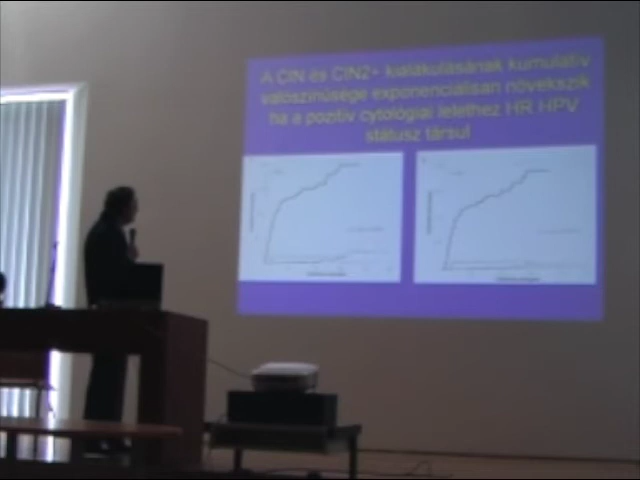 A CIN és CIN2+ kialakulásának kumulatív
valószínűsége exponenciálisan növekszik
ha a pozitív cytológiai lelethez HR HPV
státusz társul